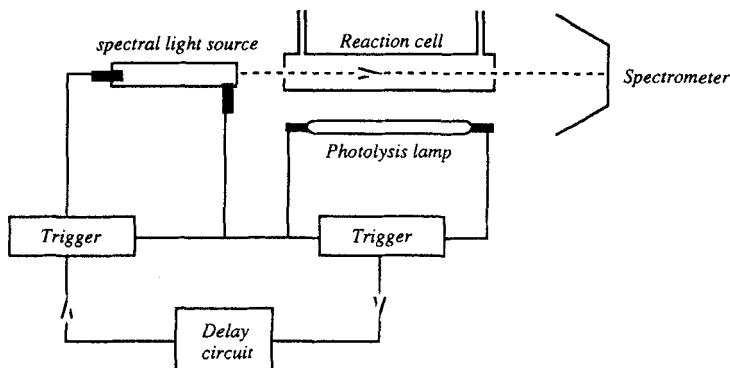 spectral light source
Reaction cell
Spectrometer
Photolysis lamp
Trigger
Trigger
Delay
circuit